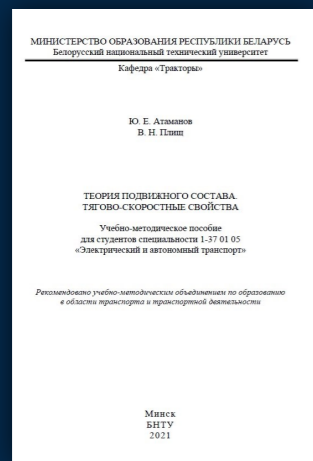 МИНИСТЕРСТВО ОБРАЗОВАНИЯ РЕСПУБЛИКИ БЕЛАРУСЬ
Белорусский национальный технический университет
Кафедра «Тракторы»
Ю. Е. Атаманов
В. Н. Плищ
ТЕОРИЯ ПОДВИЖНОГО СОСТАВА.
ТЯГОВО-СКОРОСТНЫЕ СВОЙСТВА
Учебно-методическое пособие
для студентов специальности 1-37 01 05
«Электрический и автономный транспорт»
Рекомендовано учебно-методическим объединением по образованию
в области транспорта и транспортной деятельности
Минск
БНТУ
2021